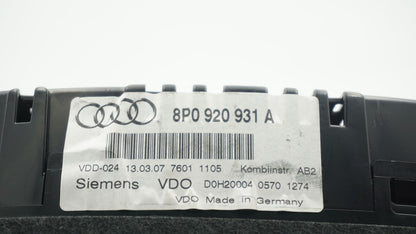 8P0 920 931 A
VDD-024 13.03.07 7601 1105 Kombiinstr. AB2
Siemens VDO D0H20004 0570 1274
VDO Made in Germany